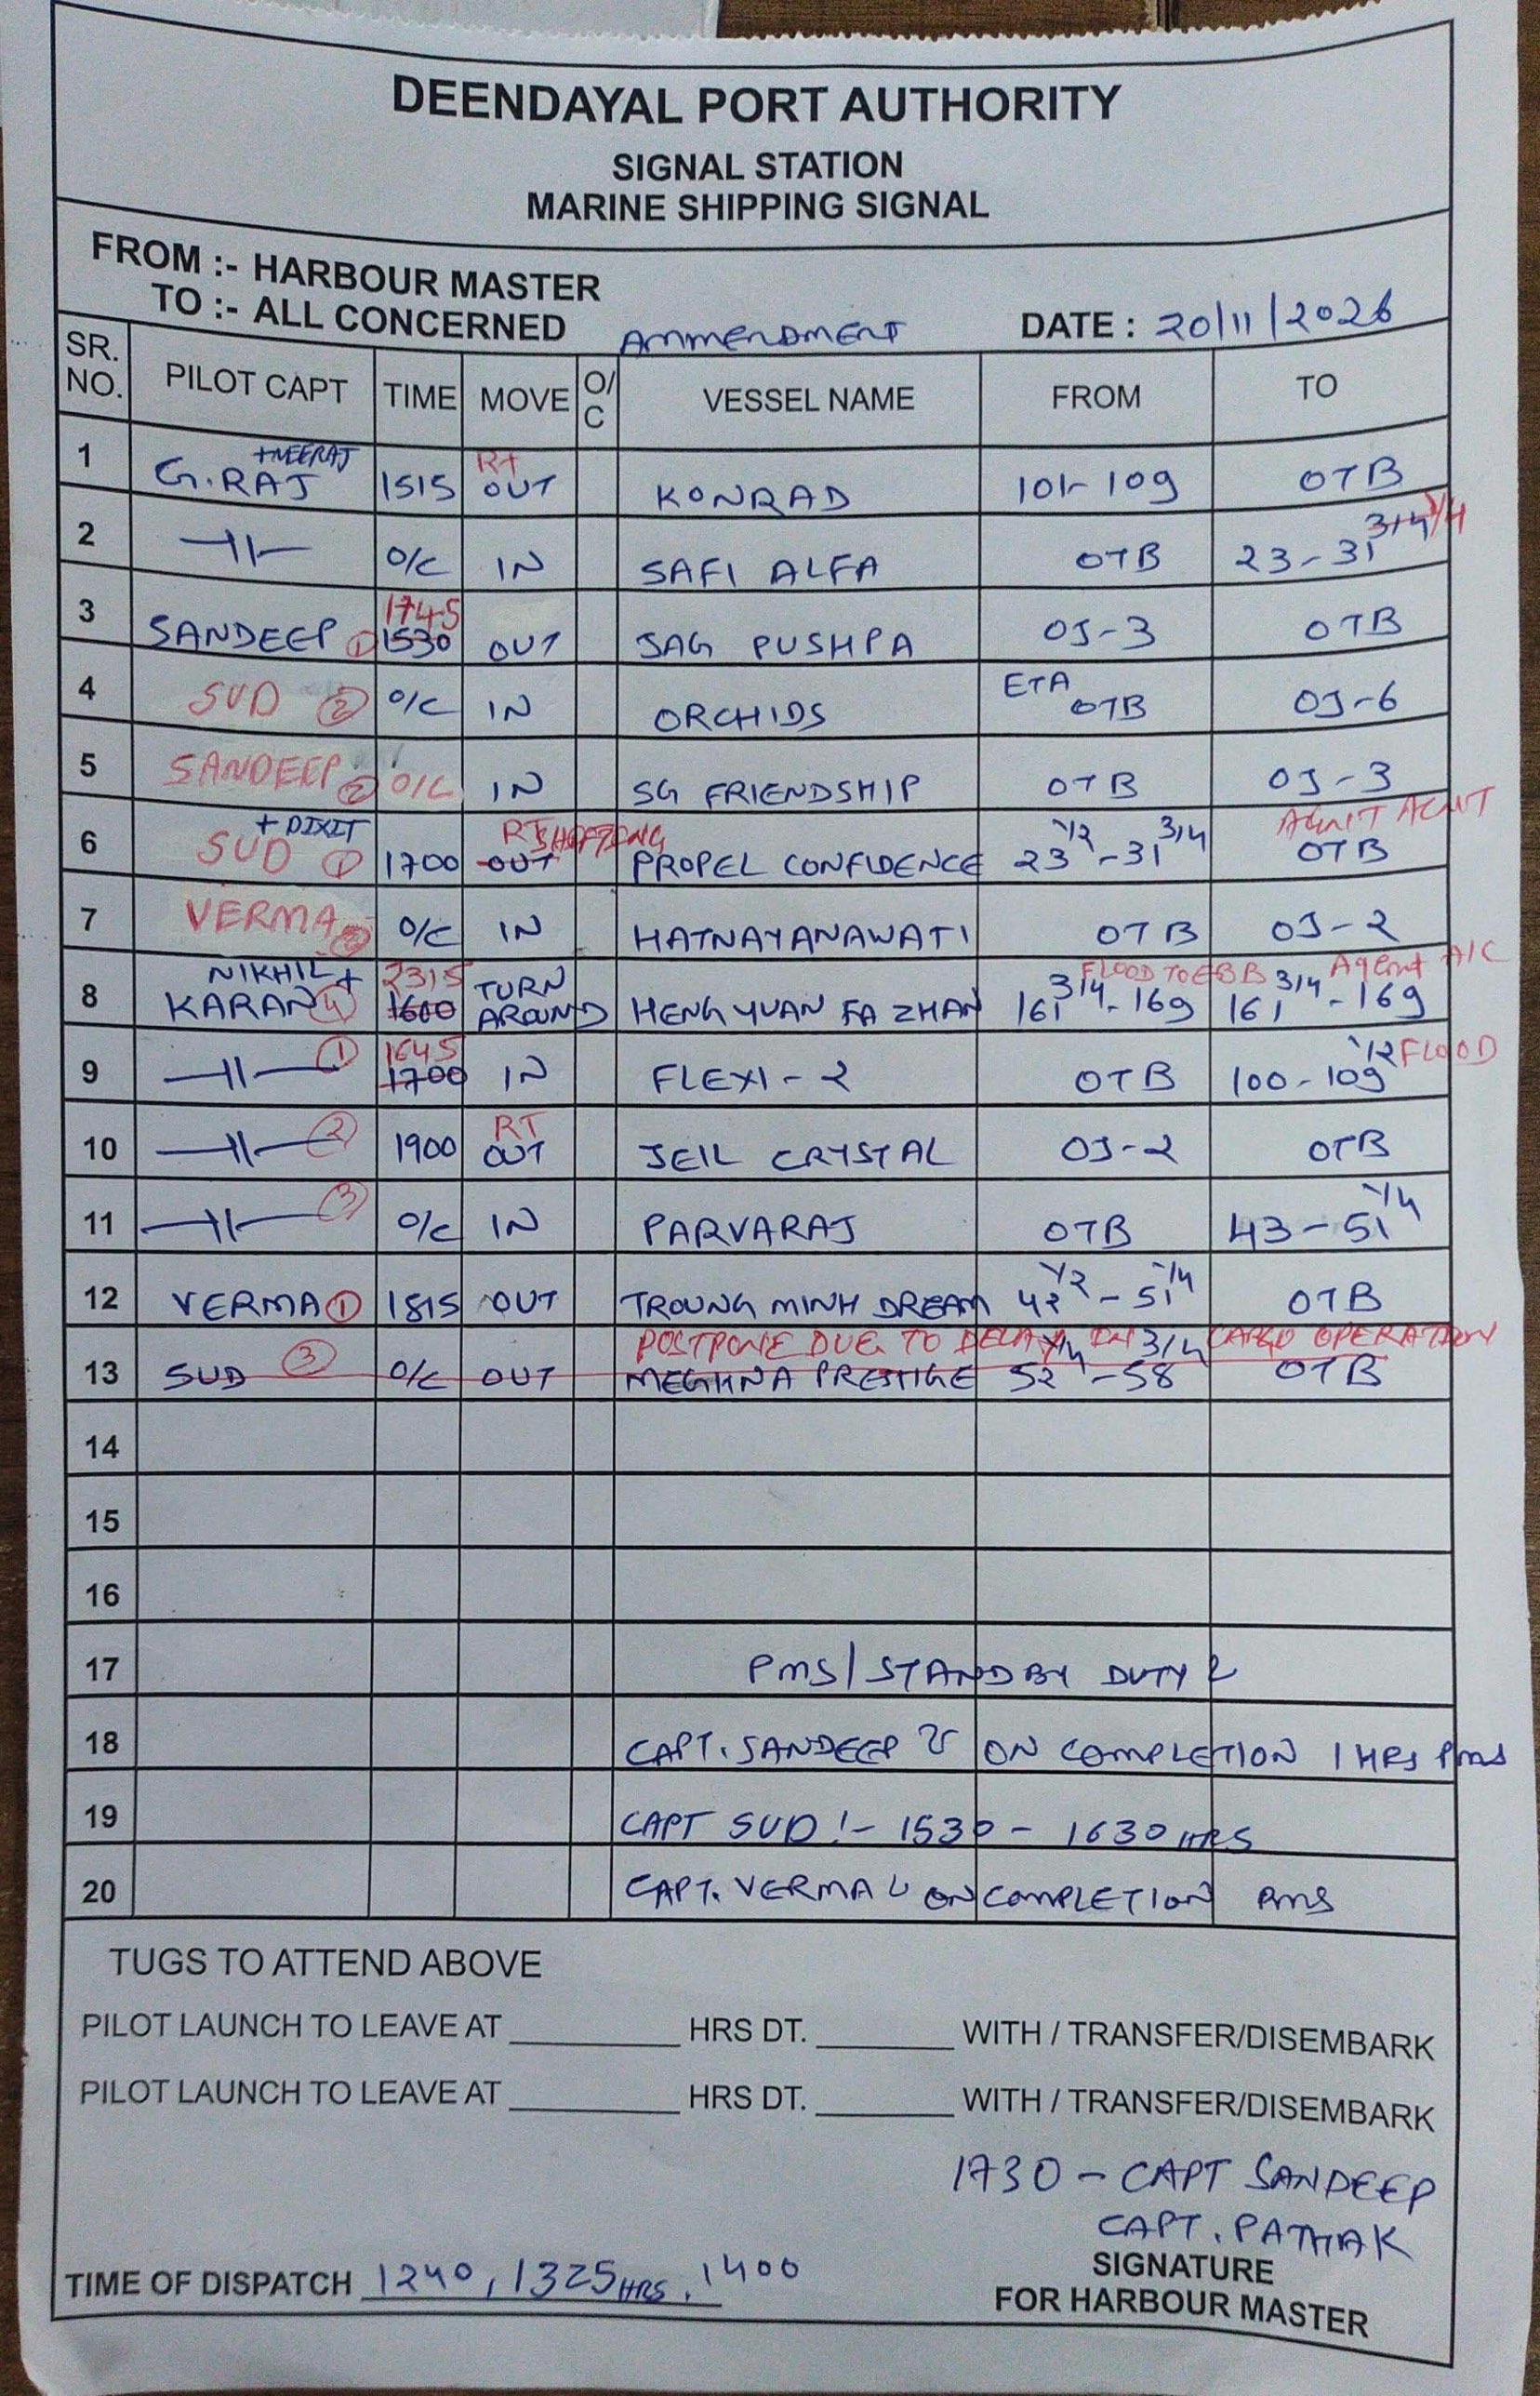 DEENDAYAL PORT AUTHORITY
SIGNAL STATION
MARINE SHIPPING SIGNAL
FROM :- HARBOUR MASTER
TO :- ALL CONCERNED AMMENDMENT DATE : 20/11/2026
SR. NO. PILOT CAPT TIME MOVE O/C VESSEL NAME FROM TO
+NEERAJ RT
1 G.RAJ 1515 OUT KONRAD 101-109 OTB
2 -||- O/C IN SAFI ALFA OTB 23-31 3/4 1/4
1745
3 SANDEEP ① 1530 OUT JAG PUSHPA OJ-3 OTB
4 SUD ② O/C IN ORCHIDS ETA OTB OJ-6
5 SANDEEP ② O/C IN SG FRIENDSHIP OTB OJ-3
+ DIXIT RT SHIFTING AGENT
6 SUD ① 1700 OUT PROPEL CONFIDENCE 23 1/2 - 31 3/4 OTB
7 VERMA O/C IN HATNAYANAWATI OTB OJ-2
NIKHIL + 2315 FLOOD TO EBB Agent A/C
8 KARAN ④ 1600 TURN AROUND HENG YUAN FA ZHAN 161 3/4 - 169 161 3/4 - 169
1645 FLOOD
9 -||- ① 1700 IN FLEXI-2 OTB 100-109 1/2
RT
10 -||- ② 1900 OUT JEIL CRYSTAL OJ-2 OTB
11 -||- ③ O/C IN PARVARAJ OTB 43-51 1/4
12 VERMA ① 1815 OUT TROUNG MINH DREAM 42 1/2 - 51 1/4 OTB
POSTPONE DUE TO DELAY IN CARGO OPERATION
13 SUD ③ O/C OUT MEGHNA PRESTIGE 52 1/4 - 58 3/4 OTB
14
15
16
17 PMS/STANDBY DUTY
18 CAPT. SANDEEP ON COMPLETION 1 HRS PMS
19 CAPT SUD :- 1530 - 1630 HRS
20 CAPT. VERMA ON COMPLETION PMS
TUGS TO ATTEND ABOVE
PILOT LAUNCH TO LEAVE AT HRS DT. WITH / TRANSFER/DISEMBARK
PILOT LAUNCH TO LEAVE AT HRS DT. WITH / TRANSFER/DISEMBARK
1730 - CAPT SANDEEP
CAPT. PATHAK
SIGNATURE
TIME OF DISPATCH 1240, 1325 HRS, 1400
FOR HARBOUR MASTER